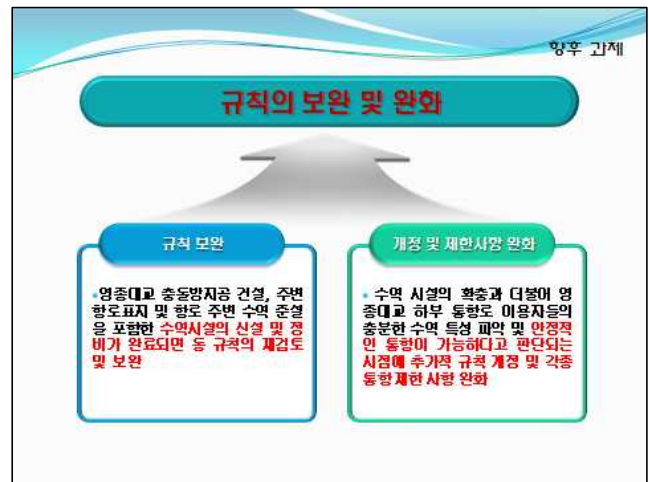 향후 과제
규칙의 보완 및 완화
규칙 보완
•영종대교 충돌방지공 건설, 주변
항로표지 및 항로 주변 수역 준설
을 포함한 수역시설의 신설 및 정
비가 완료되면 동 규칙의 재검토
및 보완
개정 및 제한사항 완화
• 수역 시설의 확충과 더불어 영
종대교 하부 통항로 이용자들의
충분한 수역 특성 파악 및 안정적
인 통항이 가능하다고 판단되는
시점에 추가적 규칙 개정 및 각종
통항제한 사항 완화